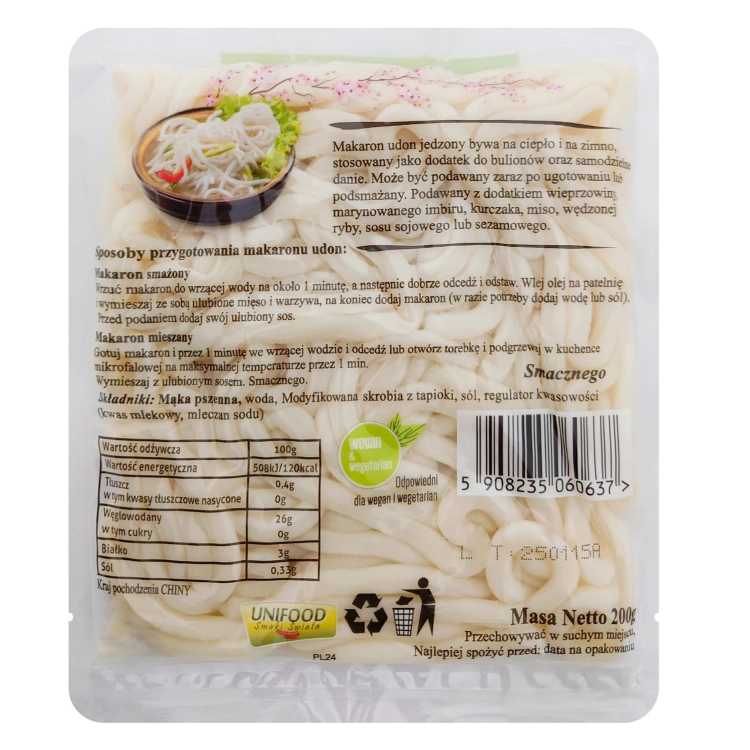 Makaron udon jedzony bywa na ciepło i na zimno,
stosowany jako dodatek do bulionów oraz samodzielne
danie. Może być podawany zaraz po ugotowaniu lub
podsmażany. Podawany z dodatkiem wieprzowiny,
marynowanego imbiru, kurczaka, miso, wędzonej
ryby, sosu sojowego lub sezamowego.
Sposoby przygotowania makaronu udon:
Makaron smażony
Wrzuć makaron do wrzącej wody na około 1 minutę, a następnie dobrze odcedź i odstaw. Wlej olej na patelnię
i wymieszaj ze sobą ulubione mięso i warzywa, na koniec dodaj makaron (w razie potrzeby dodaj wodę lub sól).
Przed podaniem dodaj swój ulubiony sos.
Makaron mieszany
Gotuj makaron i przez 1 minutę we wrzącej wodzie i odcedź lub otwórz torebkę i podgrzewaj w kuchence
mikrofalowej na maksymalnej temperaturze przez 1 min.
Wymieszaj z ulubionym sosem. Smacznego.
Smacznego
Składniki: Mąka pszenna, woda, Modyfikowana skrobia z tapioki, sól, regulator kwasowości
(kwas mlekowy, mleczan sodu)
Wartość odżywcza 100g
Wartość energetyczna 508kJ/120kcal
Tłuszcz 0,4g
w tym kwasy tłuszczowe nasycone 0g
Węglowodany 26g
w tym cukry 0g
Białko 3g
Sól 0,33g
Kraj pochodzenia CHINY
wegan
&
wegetarian
Odpowiedni
dla wegan i wegetarian
5 908235 060637 >
L T:250115A
UNIFOOD
Smaki Świata
PL24
Masa Netto 200g
Przechowywać w suchym miejscu,
Najlepiej spożyć przed: data na opakowaniu